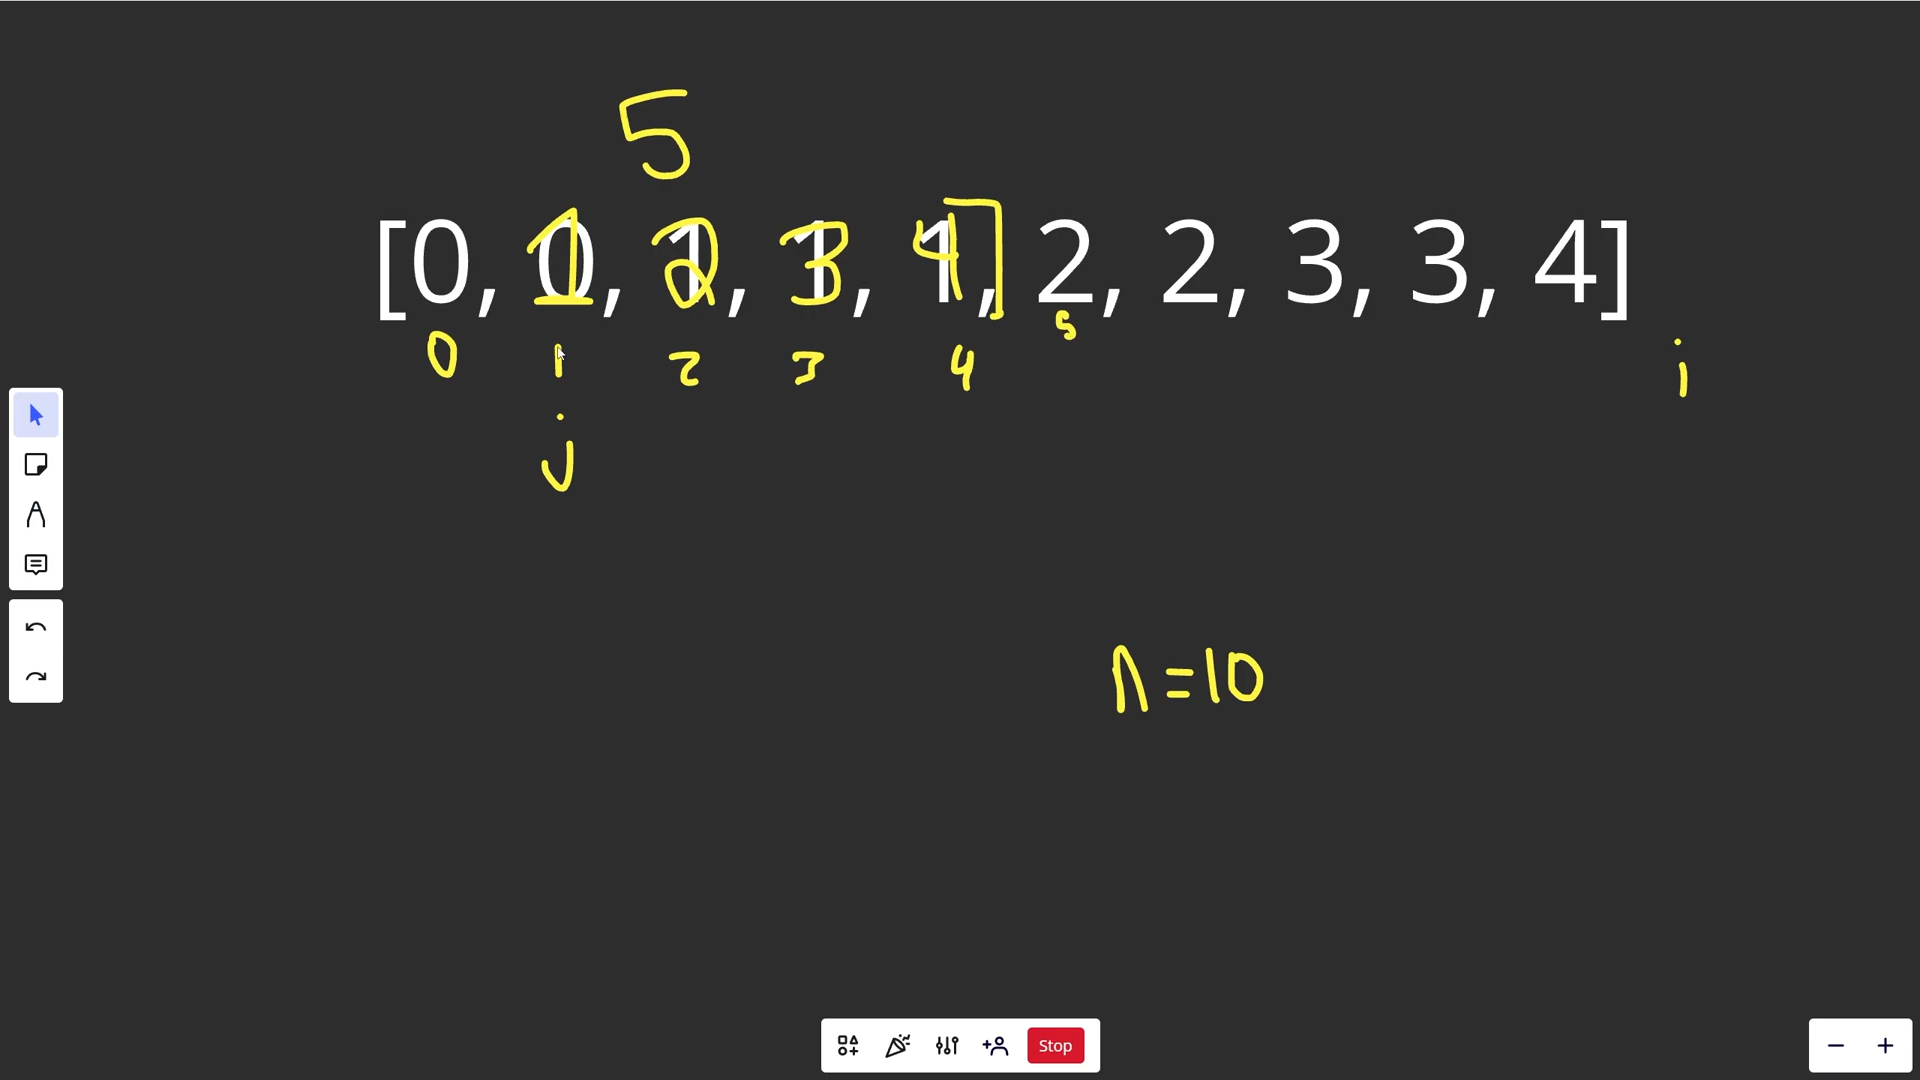 5
[0, 0, 1, 1, 1, 2, 2, 3, 3, 4]
1 2 3 4 ]
0 1 2 3 4 5
i
j
n = 10
Stop